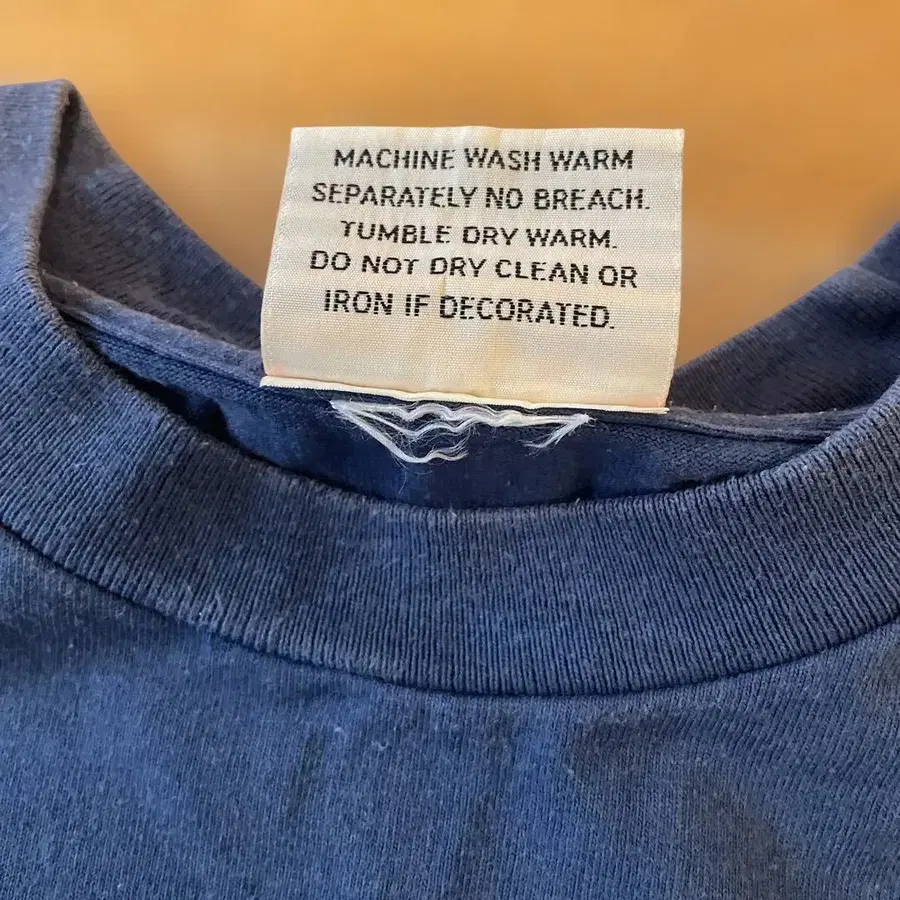 MACHINE WASH WARM
SEPARATELY NO BREACH.
TUMBLE DRY WARM.
DO NOT DRY CLEAN OR
IRON IF DECORATED.